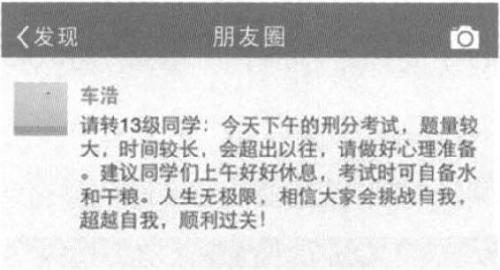 发现 朋友圈
车浩
请转13级同学：今天下午的刑分考试，题量较
大，时间较长，会超出以往，请做好心理准备
。建议同学们上午好好休息，考试时可自备水
和干粮。人生无极限，相信大家会挑战自我，
超越自我，顺利过关！